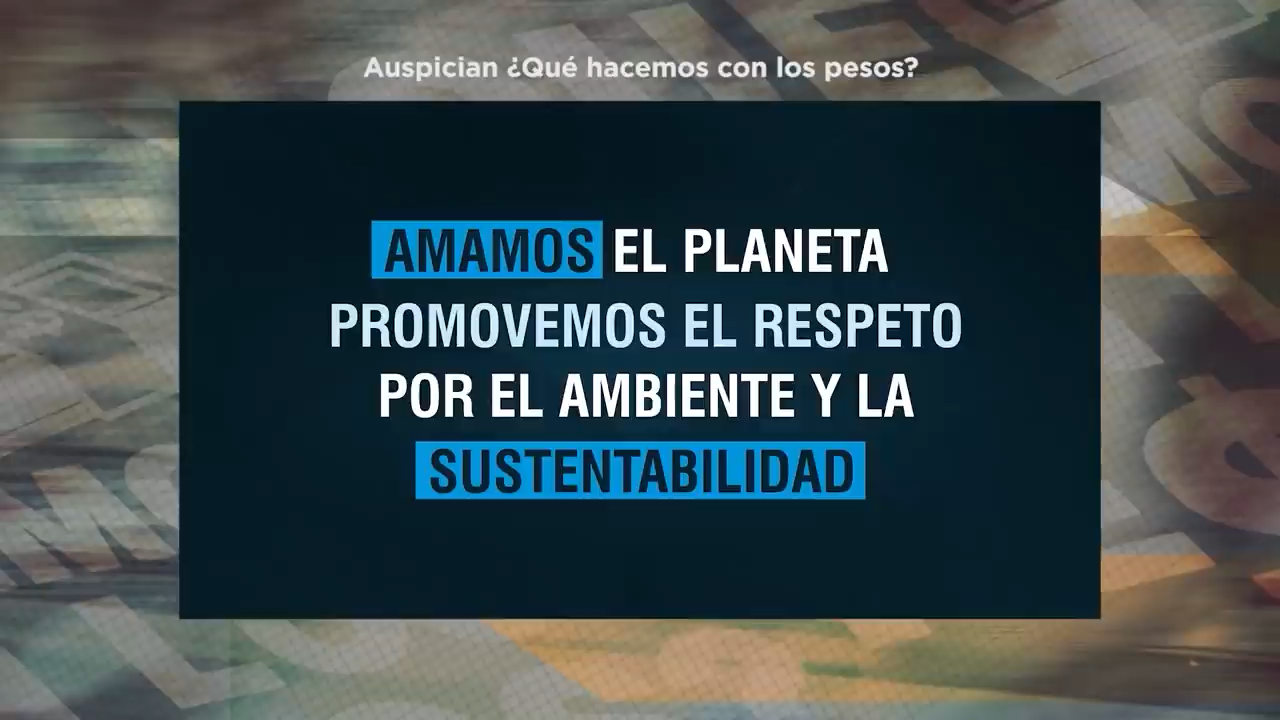 Auspician ¿Qué hacemos con los pesos?
AMAMOS EL PLANETA
PROMOVEMOS EL RESPETO
POR EL AMBIENTE Y LA
SUSTENTABILIDAD